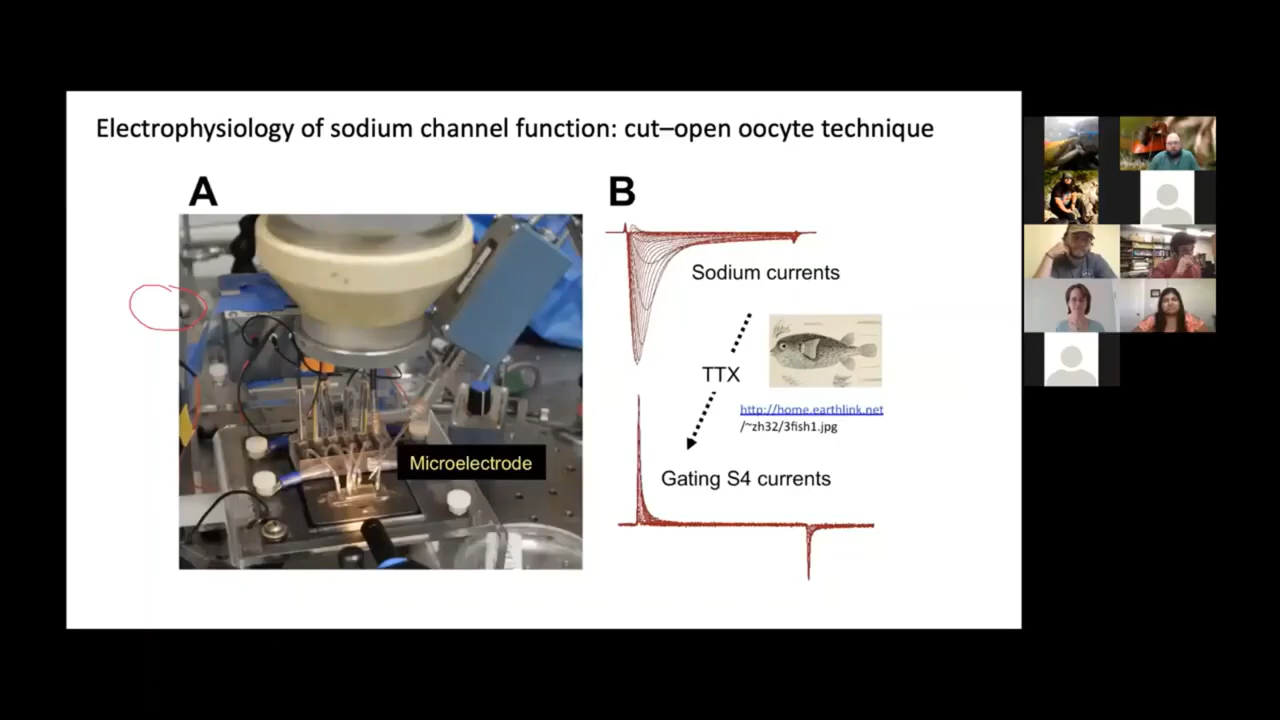 Electrophysiology of sodium channel function: cut–open oocyte technique
A
B
Sodium currents
TTX
http://home.earthlink.net
/~zh32/3fish1.jpg
Microelectrode
Gating S4 currents